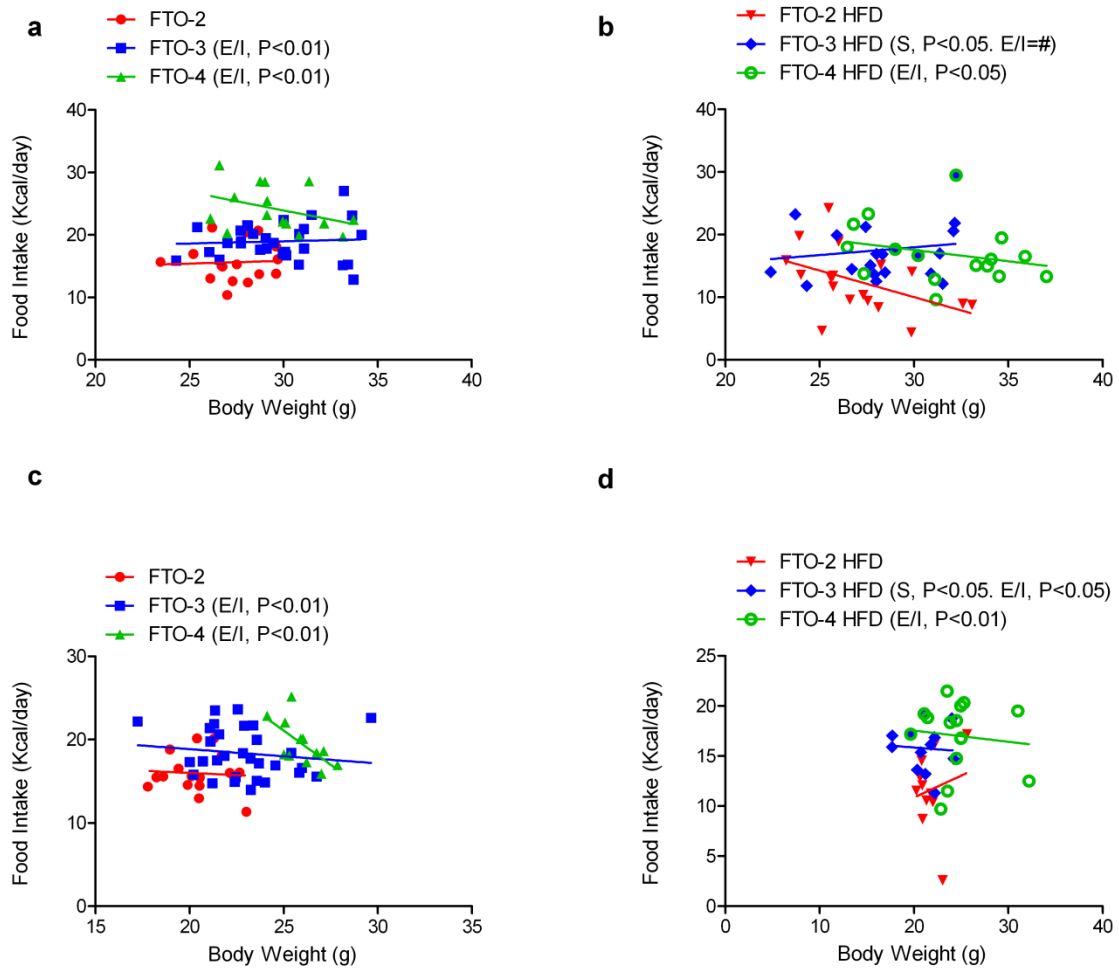 a
FTO-2
FTO-3 (E/I, P<0.01)
FTO-4 (E/I, P<0.01)
40
30
20
10
0
20
25
30
35
40
Food Intake (Kcal/day)
Body Weight (g)
b
FTO-2 HFD
FTO-3 HFD (S, P<0.05. E/I=#)
FTO-4 HFD (E/I, P<0.05)
40
30
20
10
0
20
25
30
35
40
Food Intake (Kcal/day)
Body Weight (g)
c
FTO-2
FTO-3 (E/I, P<0.01)
FTO-4 (E/I, P<0.01)
30
20
10
0
15
20
25
30
35
Food Intake (Kcal/day)
Body Weight (g)
d
FTO-2 HFD
FTO-3 HFD (S, P<0.05. E/I, P<0.05)
FTO-4 HFD (E/I, P<0.01)
25
20
15
10
5
0
0
10
20
30
40
Food Intake (Kcal/day)
Body Weight (g)